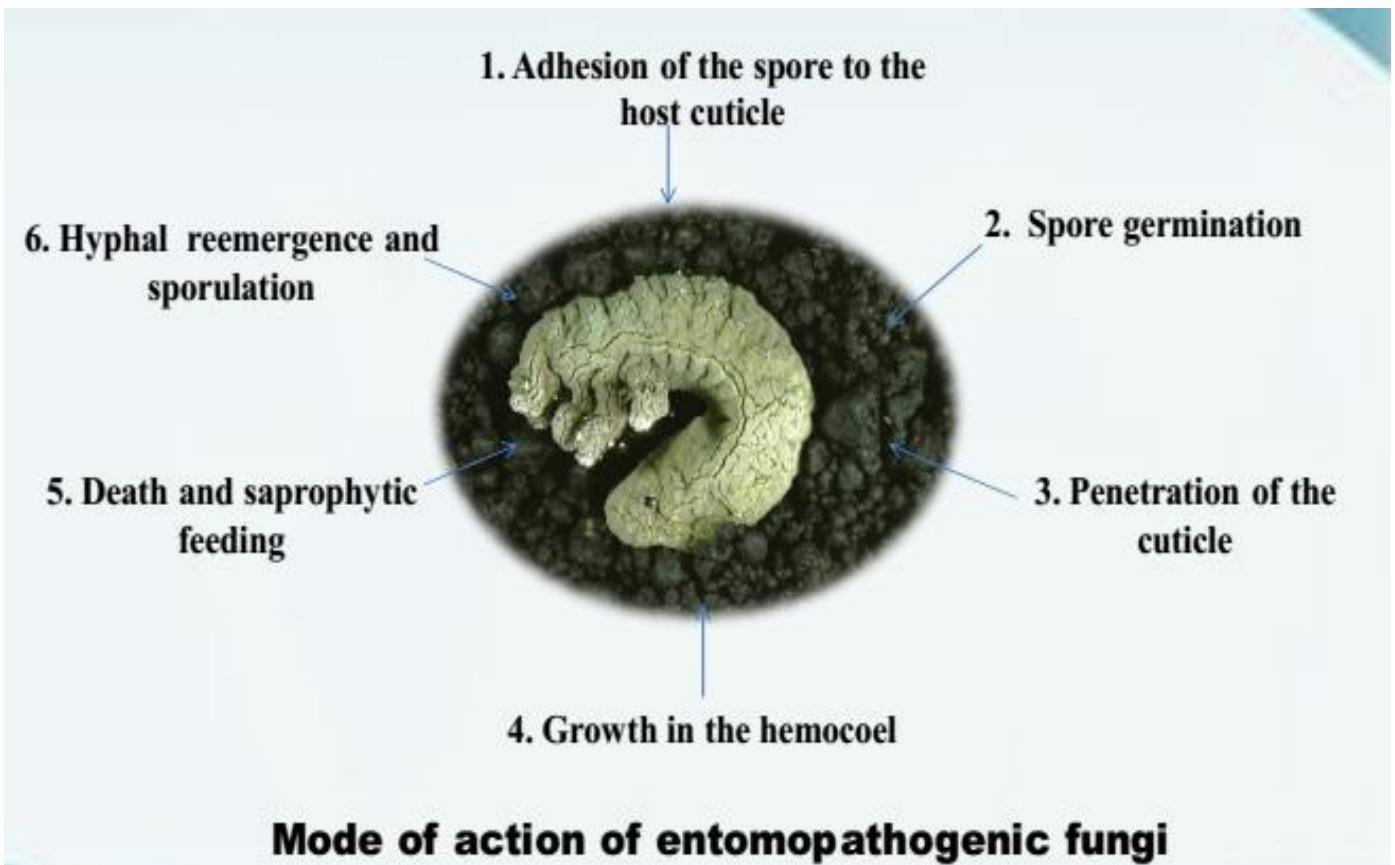 1. Adhesion of the spore to the
host cuticle
2. Spore germination
3. Penetration of the
cuticle
4. Growth in the hemocoel
5. Death and saprophytic
feeding
6. Hyphal reemergence and
sporulation
Mode of action of entomopathogenic fungi